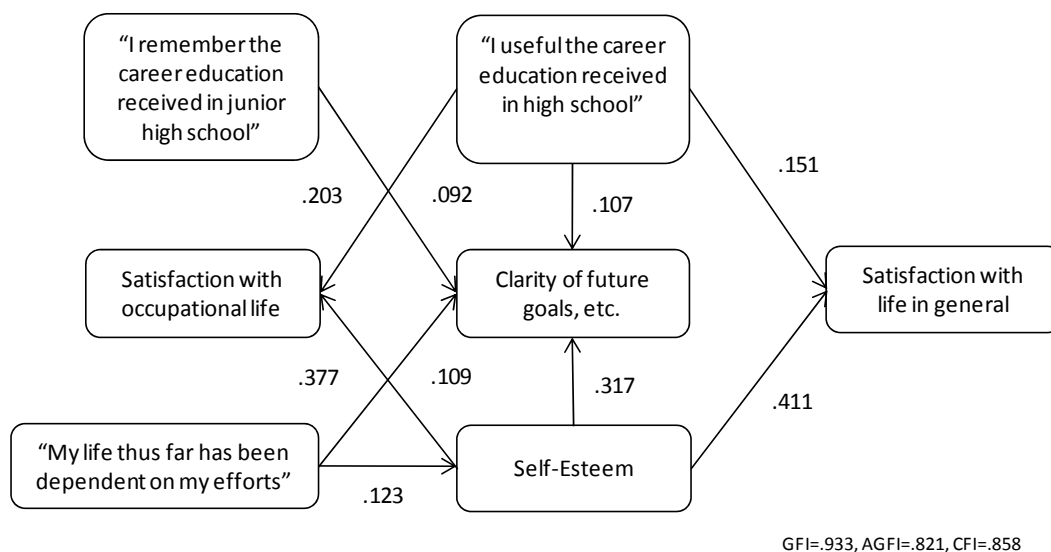 “I remember the
career education
received in junior
high school”
“I useful the career
education received
in high school”
.203
.092
.107
.151
Satisfaction with
occupational life
Clarity of future
goals, etc.
Satisfaction with
life in general
.377
.109
.317
.411
“My life thus far has been
dependent on my efforts”
.123
Self-Esteem
GFI=.933, AGFI=.821, CFI=.858